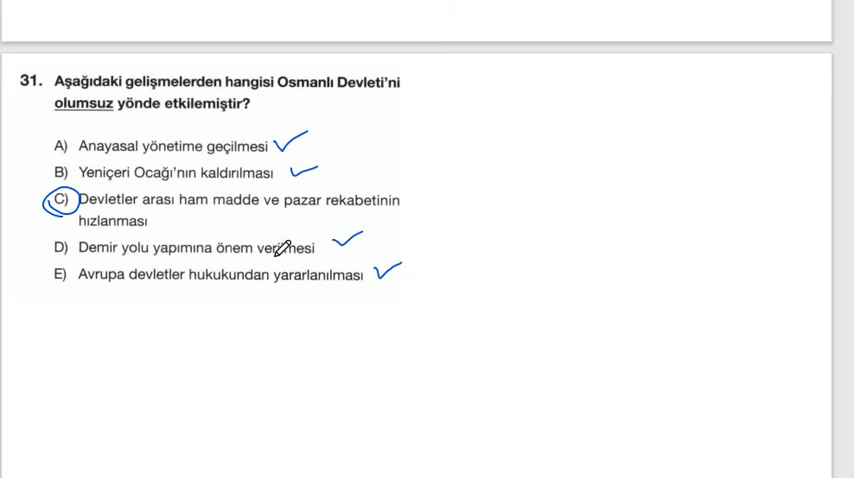 31. Aşağıdaki gelişmelerden hangisi Osmanlı Devleti'ni
olumsuz yönde etkilemiştir?
A) Anayasal yönetime geçilmesi
B) Yeniçeri Ocağı'nın kaldırılması
C) Devletler arası ham madde ve pazar rekabetinin
hızlanması
D) Demir yolu yapımına önem verilmesi
E) Avrupa devletler hukukundan yararlanılması